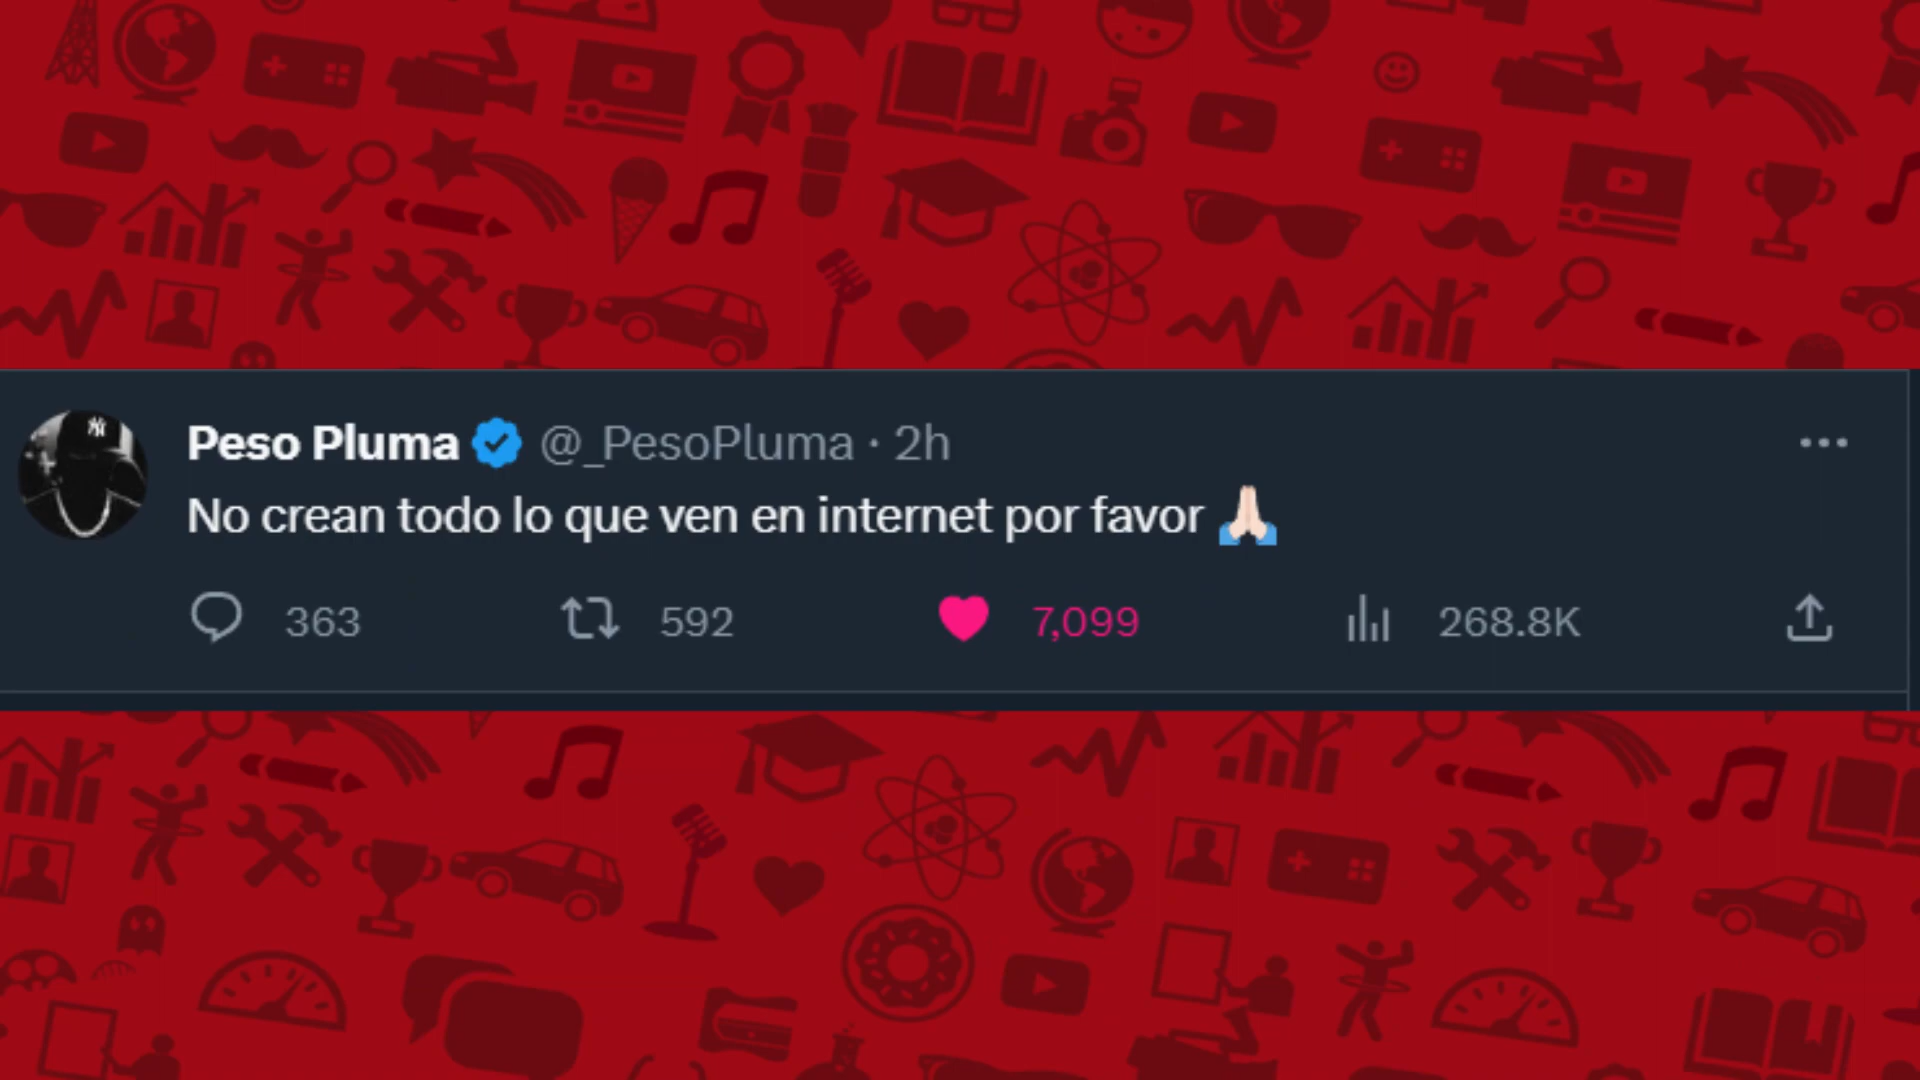 Peso Pluma @_PesoPluma · 2h
No crean todo lo que ven en internet por favor 🙏🏻
363 592 7,099 268.8K